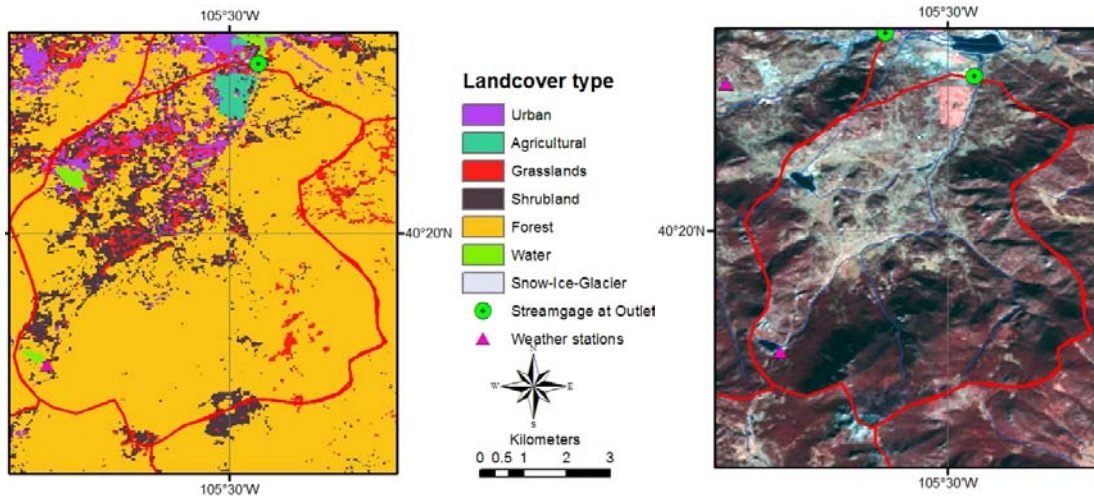 105°30'W
105°30'W
Landcover type
Urban
Agricultural
Grasslands
Shrubland
Forest
Water
Snow-Ice-Glacier
Streamgage at Outlet
Weather stations
40°20'N
40°20'N
N
W E
S
Kilometers
0 0.5 1 2 3
105°30'W
105°30'W